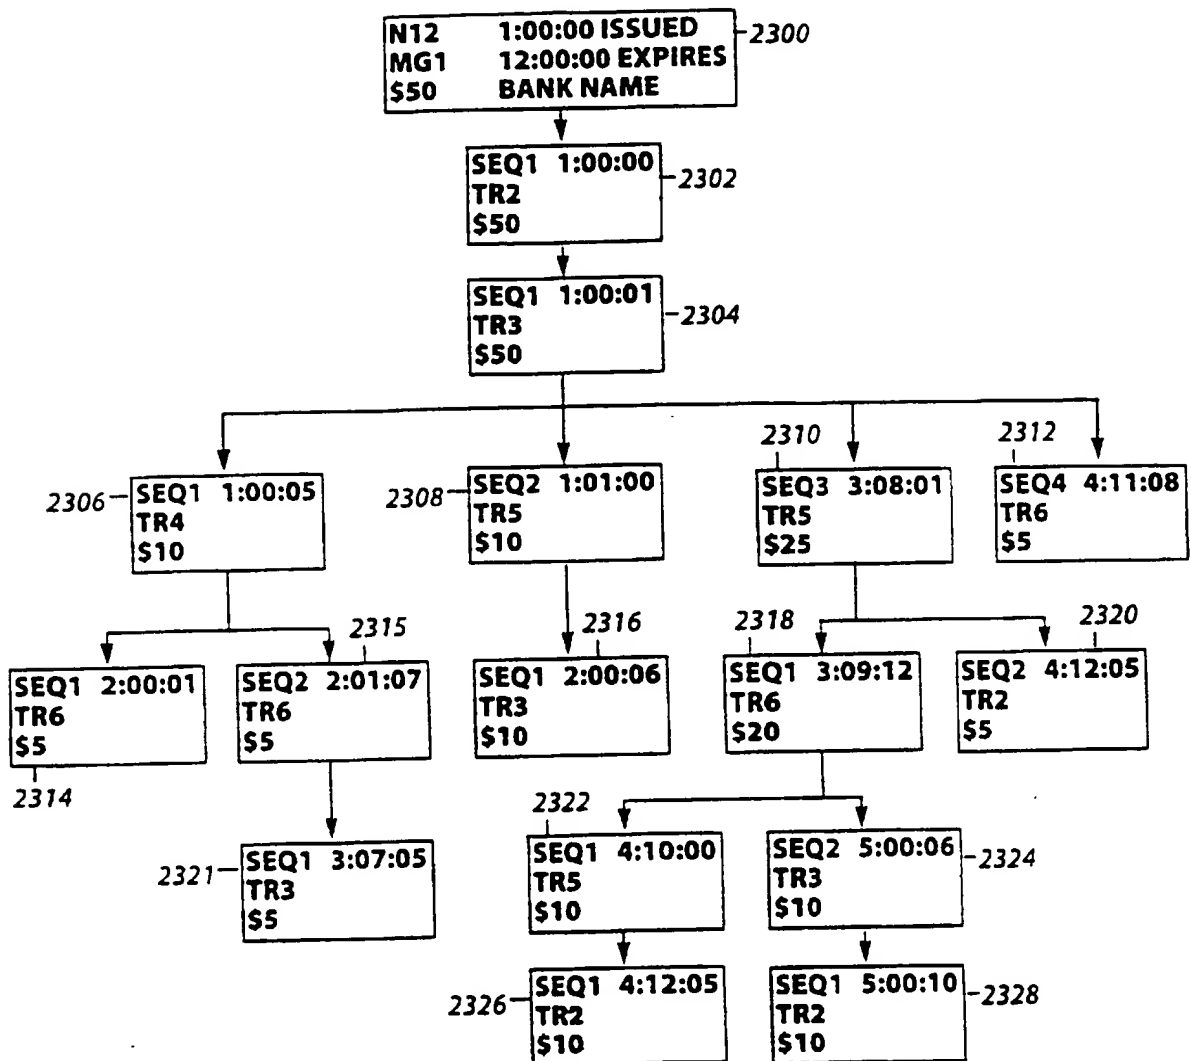 N12 1:00:00 ISSUED
MG1 12:00:00 EXPIRES
$50 BANK NAME
2300
SEQ1 1:00:00
TR2
$50
2302
SEQ1 1:00:01
TR3
$50
2304
2306
SEQ1 1:00:05
TR4
$10
2308
SEQ2 1:01:00
TR5
$10
2310
SEQ3 3:08:01
TR5
$25
2312
SEQ4 4:11:08
TR6
$5
SEQ1 2:00:01
TR6
$5
2314
2315
SEQ2 2:01:07
TR6
$5
2316
SEQ1 2:00:06
TR3
$10
2318
SEQ1 3:09:12
TR6
$20
2320
SEQ2 4:12:05
TR2
$5
2321
SEQ1 3:07:05
TR3
$5
2322
SEQ1 4:10:00
TR5
$10
SEQ2 5:00:06
TR3
$10
2324
2326
SEQ1 4:12:05
TR2
$10
SEQ1 5:00:10
TR2
$10
2328